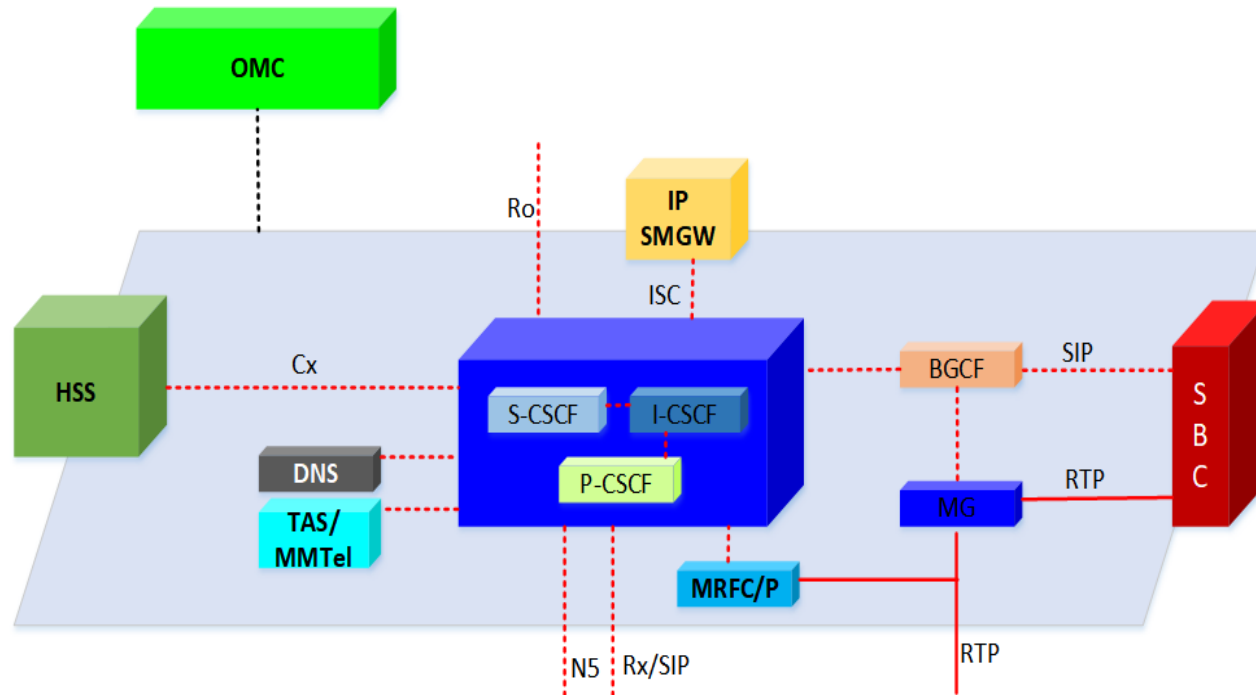 OMC
Ro
IP
SMGW
ISC
HSS
Cx
S-CSCF
I-CSCF
P-CSCF
DNS
TAS/
MMTel
BGCF
SIP
S
B
C
MG
RTP
MRFC/P
N5
Rx/SIP
RTP